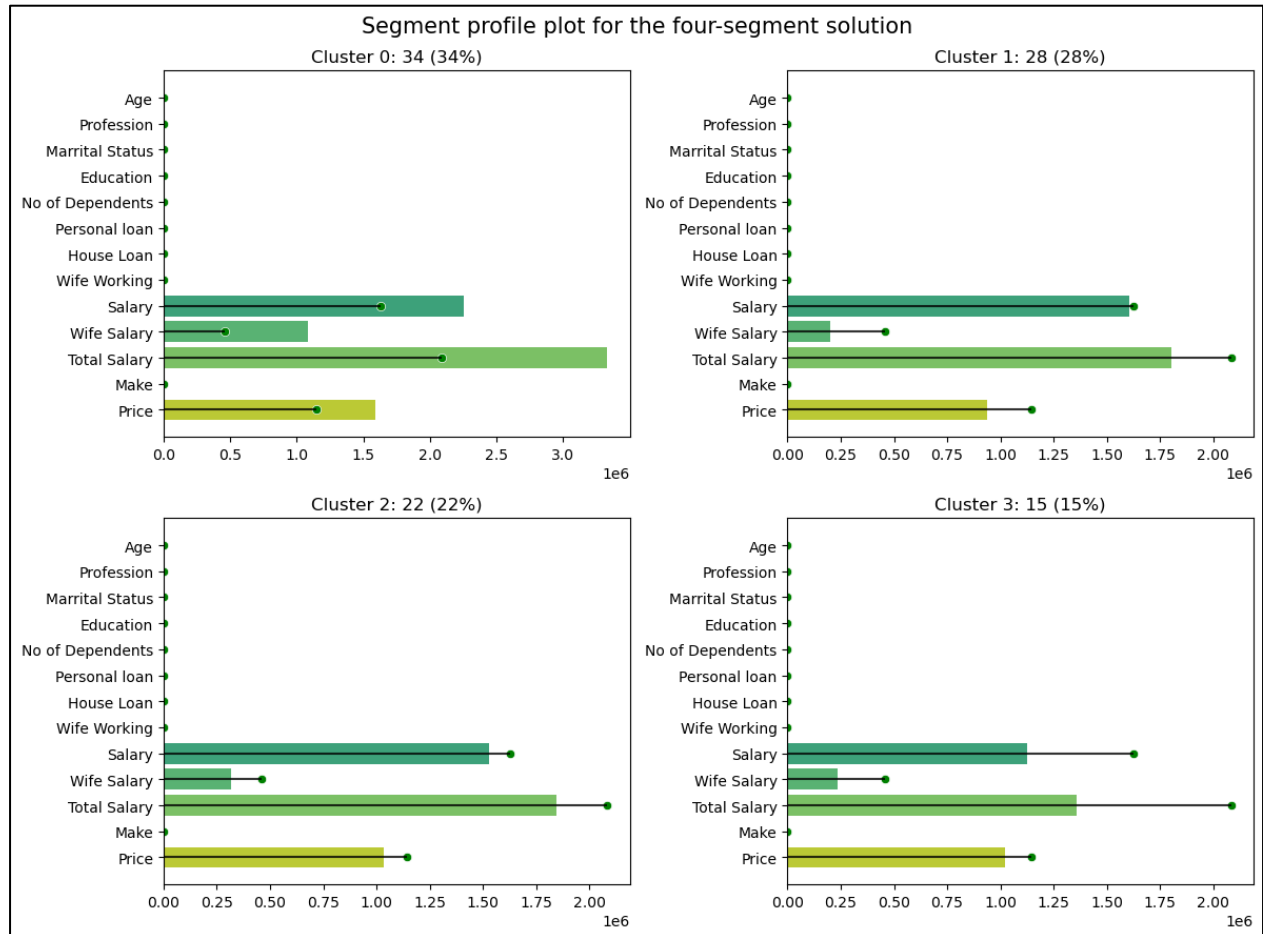 Segment profile plot for the four-segment solution
Cluster 0: 34 (34%)
Age
Profession
Marrital Status
Education
No of Dependents
Personal loan
House Loan
Wife Working
Salary
Wife Salary
Total Salary
Make
Price
0.0 0.5 1.0 1.5 2.0 2.5 3.0
1e6
Cluster 1: 28 (28%)
Age
Profession
Marrital Status
Education
No of Dependents
Personal loan
House Loan
Wife Working
Salary
Wife Salary
Total Salary
Make
Price
0.00 0.25 0.50 0.75 1.00 1.25 1.50 1.75 2.00
1e6
Cluster 2: 22 (22%)
Age
Profession
Marrital Status
Education
No of Dependents
Personal loan
House Loan
Wife Working
Salary
Wife Salary
Total Salary
Make
Price
0.00 0.25 0.50 0.75 1.00 1.25 1.50 1.75 2.00
1e6
Cluster 3: 15 (15%)
Age
Profession
Marrital Status
Education
No of Dependents
Personal loan
House Loan
Wife Working
Salary
Wife Salary
Total Salary
Make
Price
0.00 0.25 0.50 0.75 1.00 1.25 1.50 1.75 2.00
1e6